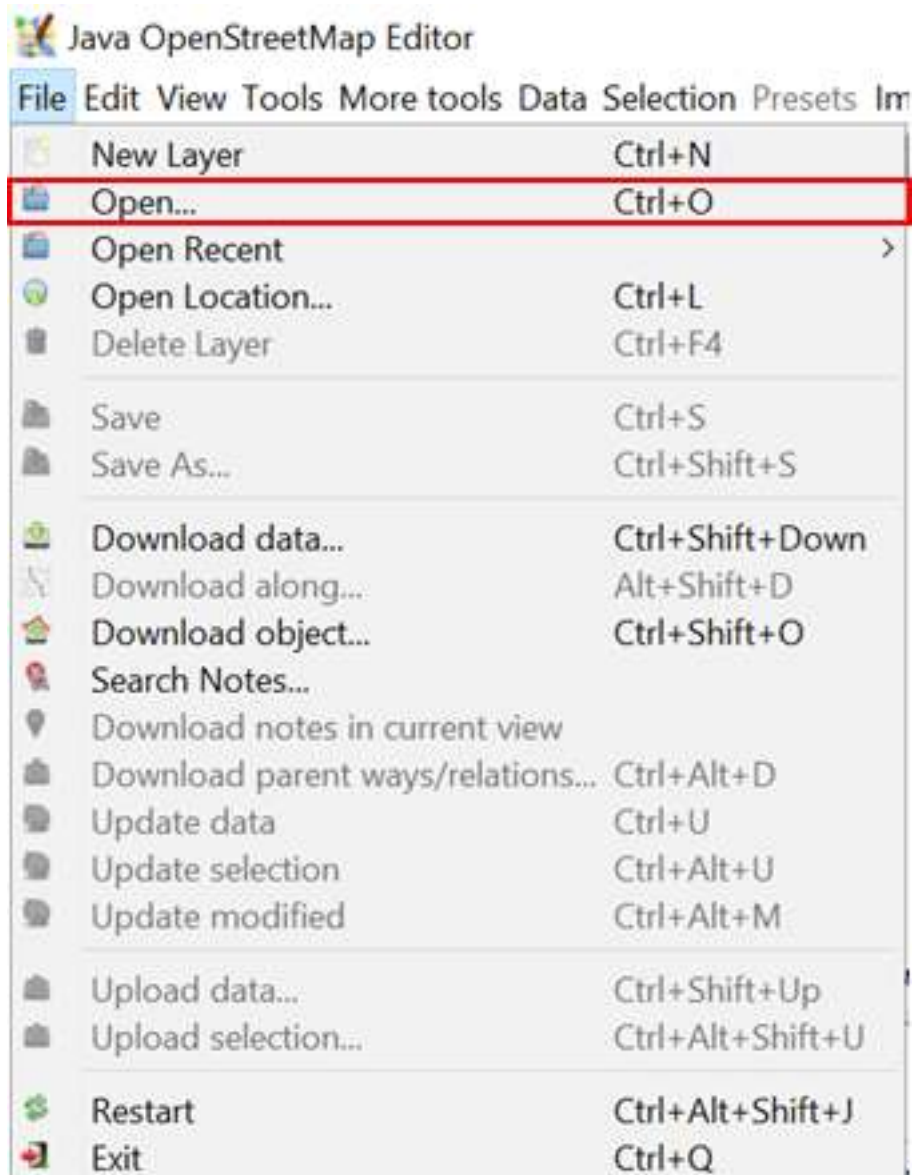 Java OpenStreetMap Editor
File Edit View Tools More tools Data Selection Presets Im
New Layer Ctrl+N
Open... Ctrl+O
Open Recent >
Open Location... Ctrl+L
Delete Layer Ctrl+F4
Save Ctrl+S
Save As... Ctrl+Shift+S
Download data... Ctrl+Shift+Down
Download along... Alt+Shift+D
Download object... Ctrl+Shift+O
Search Notes...
Download notes in current view
Download parent ways/relations... Ctrl+Alt+D
Update data Ctrl+U
Update selection Ctrl+Alt+U
Update modified Ctrl+Alt+M
Upload data... Ctrl+Shift+Up
Upload selection... Ctrl+Alt+Shift+U
Restart Ctrl+Alt+Shift+J
Exit Ctrl+Q